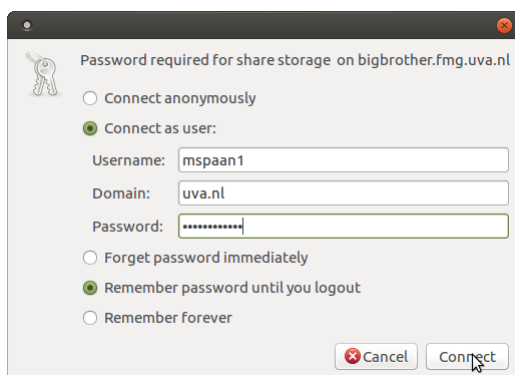 Password required for share storage on bigbrother.fmg.uva.nl
Connect anonymously
Connect as user:
Username: mspaan1
Domain: uva.nl
Password: ••••••••••••
Forget password immediately
Remember password until you logout
Remember forever
Cancel Connect